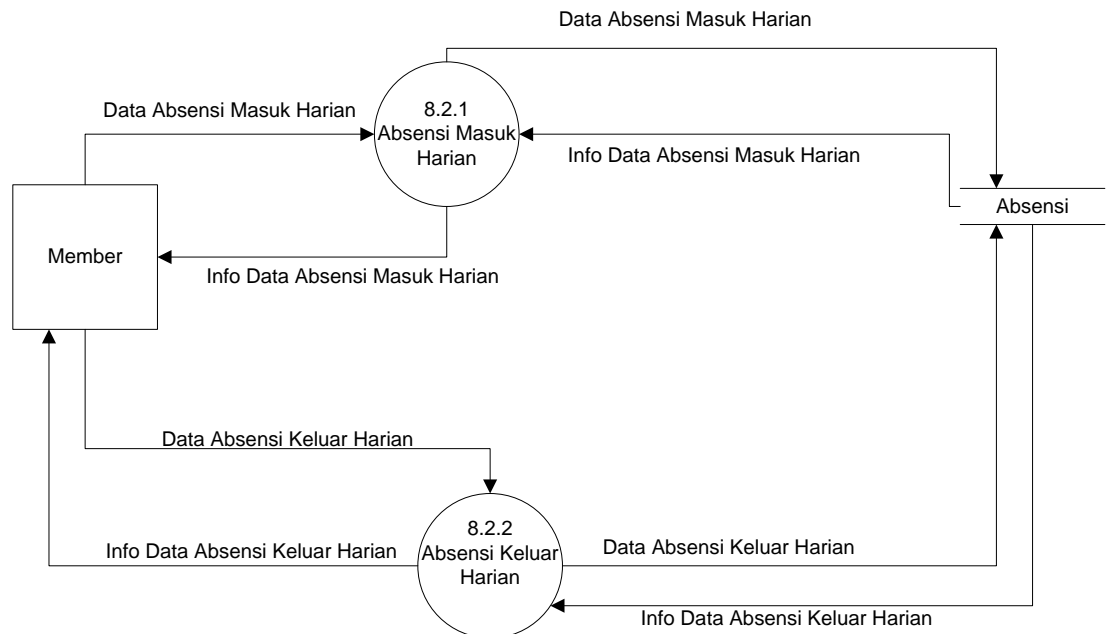 Data Absensi Masuk Harian
Data Absensi Masuk Harian
8.2.1
Absensi Masuk
Harian
Info Data Absensi Masuk Harian
Absensi
Member
Info Data Absensi Masuk Harian
Data Absensi Keluar Harian
8.2.2
Absensi Keluar
Harian
Info Data Absensi Keluar Harian
Data Absensi Keluar Harian
Info Data Absensi Keluar Harian